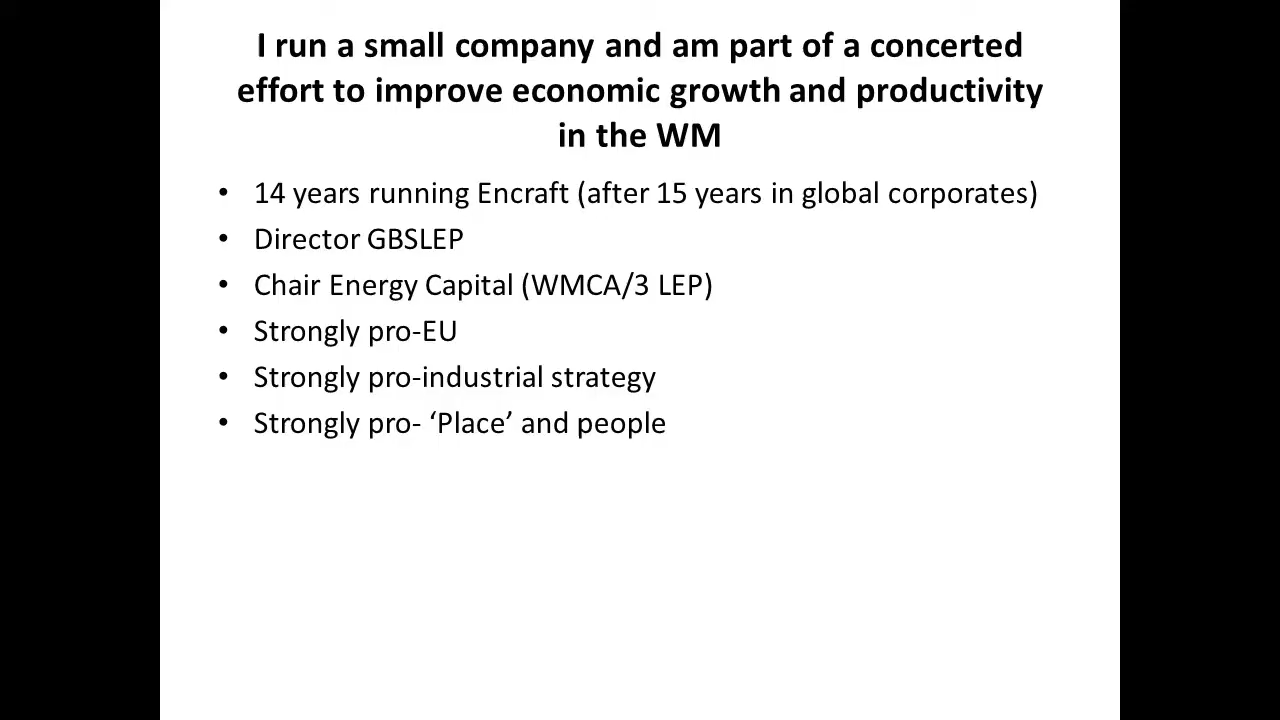 I run a small company and am part of a concerted
effort to improve economic growth and productivity
in the WM
• 14 years running Encraft (after 15 years in global corporates)
• Director GBSLEP
• Chair Energy Capital (WMCA/3 LEP)
• Strongly pro-EU
• Strongly pro-industrial strategy
• Strongly pro- ‘Place’ and people